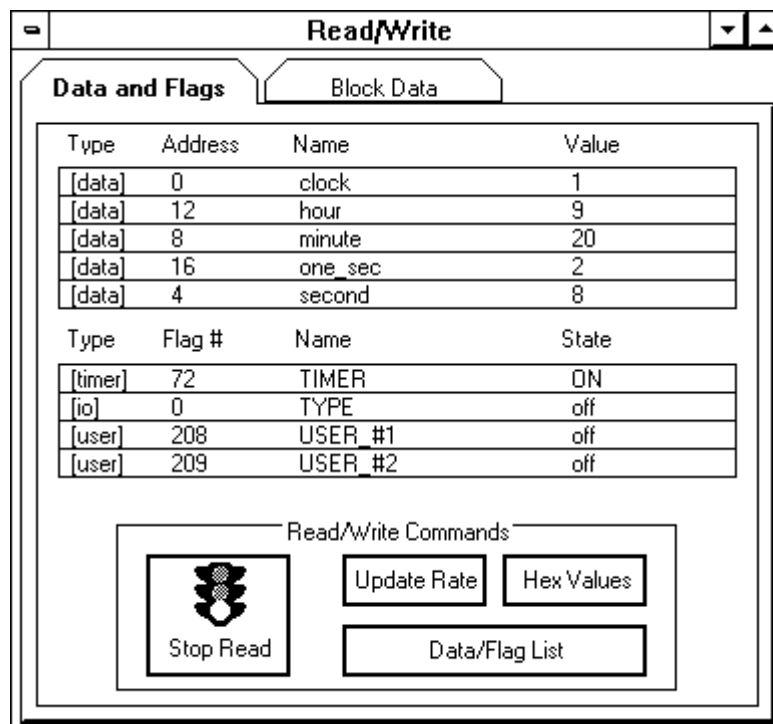 Read/Write
Data and Flags Block Data
Type Address Name Value
[data] 0 clock 1
[data] 12 hour 9
[data] 8 minute 20
[data] 16 one_sec 2
[data] 4 second 8
Type Flag # Name State
[timer] 72 TIMER ON
[io] 0 TYPE off
[user] 208 USER_#1 off
[user] 209 USER_#2 off
Read/Write Commands
Update Rate Hex Values
Stop Read Data/Flag List